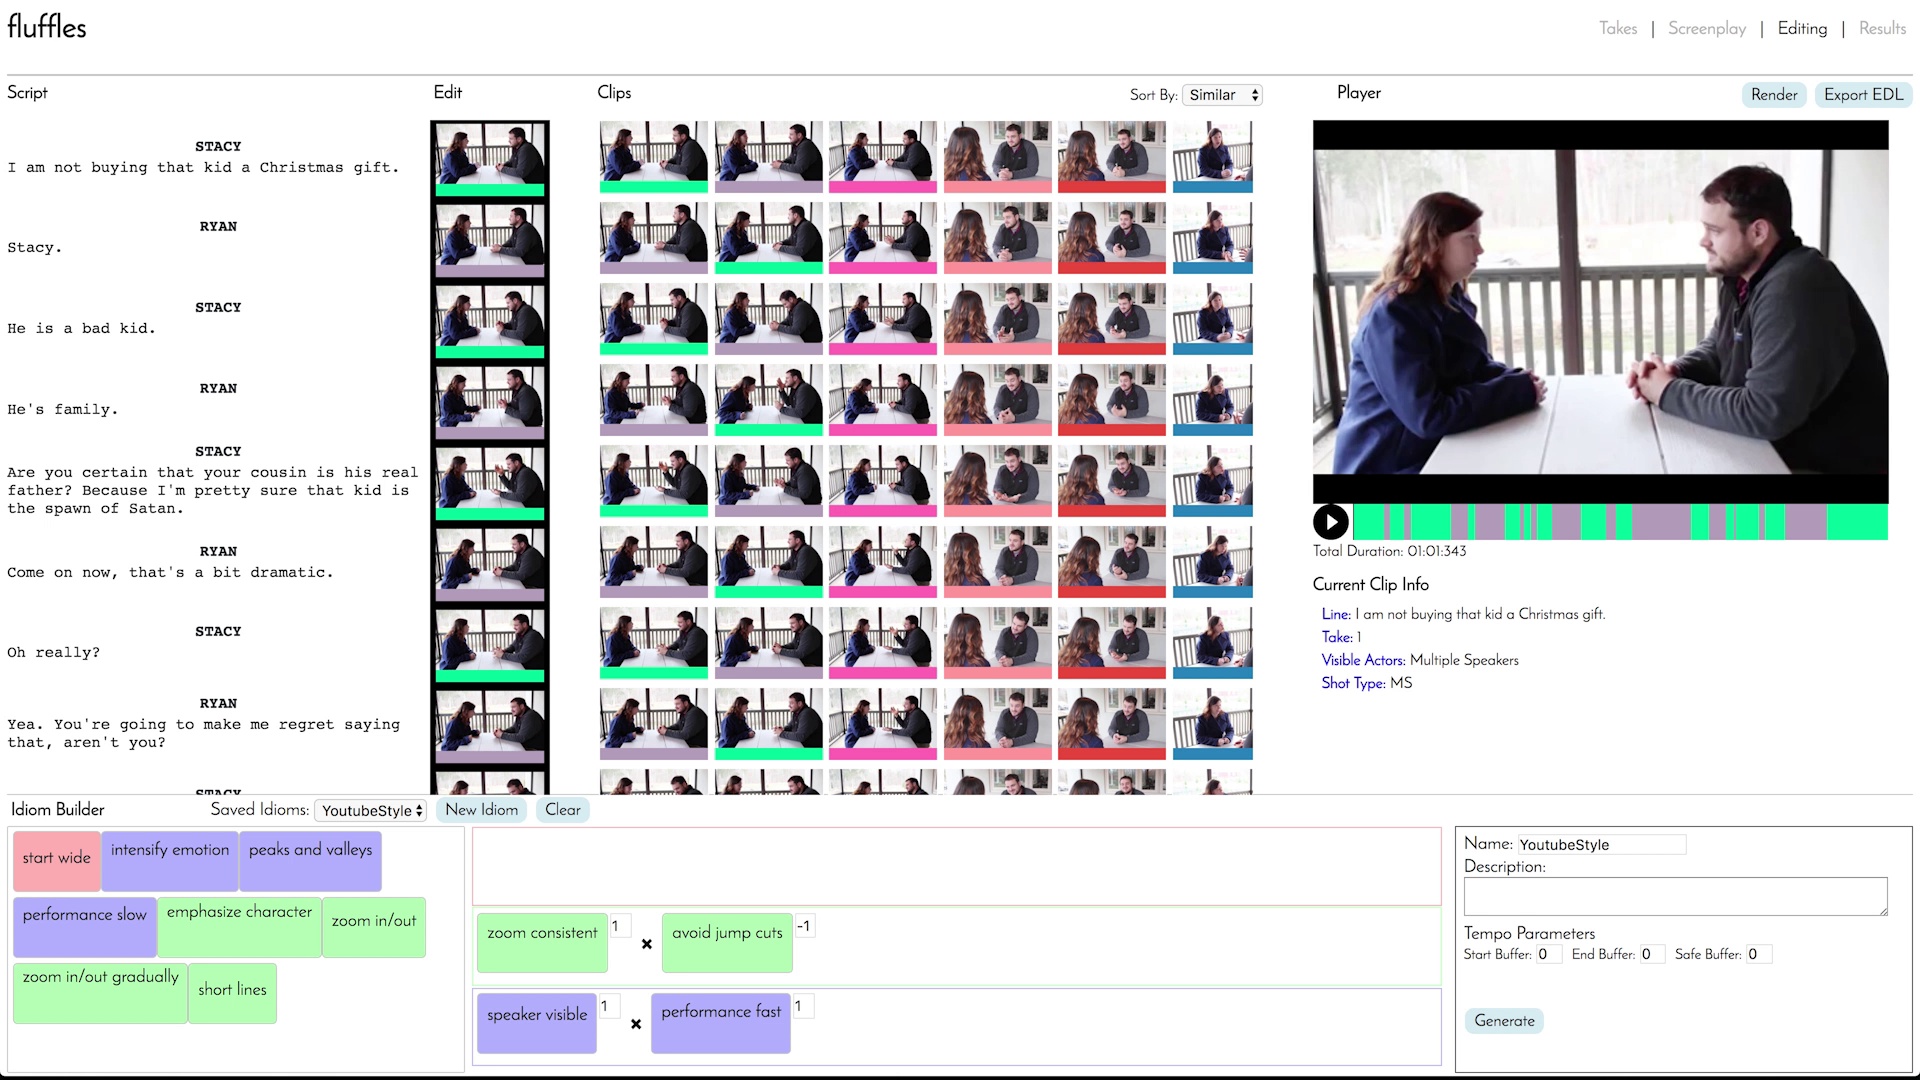 fluffles
Takes | Screenplay | Editing | Results
Script
Edit
Clips
Sort By: Similar
Player
Render
Export EDL
STACY
I am not buying that kid a Christmas gift.
RYAN
Stacy.
STACY
He is a bad kid.
RYAN
He's family.
STACY
Are you certain that your cousin is his real
father? Because I'm pretty sure that kid is
the spawn of Satan.
RYAN
Come on now, that's a bit dramatic.
STACY
Oh really?
RYAN
Yea. You're going to make me regret saying
that, aren't you?
STACY
Total Duration: 01:01:343
Current Clip Info
Line: I am not buying that kid a Christmas gift.
Take: 1
Visible Actors: Multiple Speakers
Shot Type: MS
Idiom Builder
Saved Idioms: YoutubeStyle
New Idiom
Clear
start wide
intensify emotion
peaks and valleys
performance slow
emphasize character
zoom in/out
zoom in/out gradually
short lines
zoom consistent 1 × avoid jump cuts -1
speaker visible 1 × performance fast 1
Name: YoutubeStyle
Description:
Tempo Parameters
Start Buffer: 0 End Buffer: 0 Safe Buffer: 0
Generate